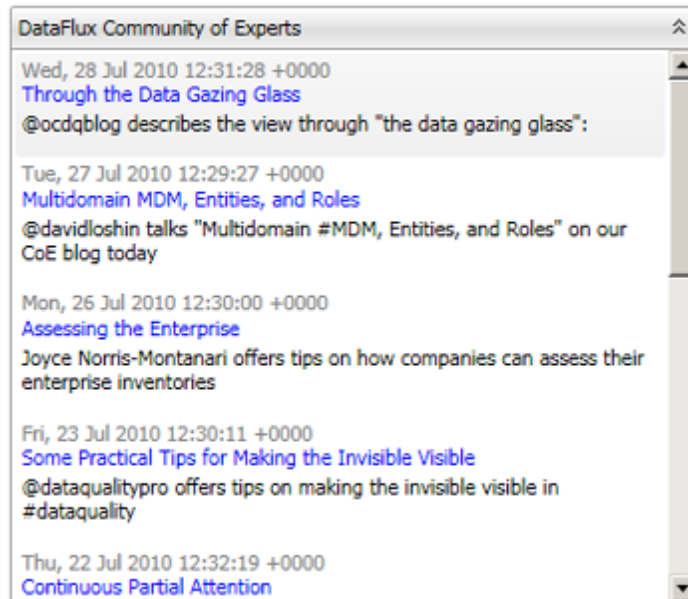 DataFlux Community of Experts
Wed, 28 Jul 2010 12:31:28 +0000
Through the Data Gazing Glass
@ocdqblog describes the view through "the data gazing glass":
Tue, 27 Jul 2010 12:29:27 +0000
Multidomain MDM, Entities, and Roles
@davidloshin talks "Multidomain #MDM, Entities, and Roles" on our
CoE blog today
Mon, 26 Jul 2010 12:30:00 +0000
Assessing the Enterprise
Joyce Norris-Montanari offers tips on how companies can assess their
enterprise inventories
Fri, 23 Jul 2010 12:30:11 +0000
Some Practical Tips for Making the Invisible Visible
@dataqualitypro offers tips on making the invisible visible in
#dataquality
Thu, 22 Jul 2010 12:32:19 +0000
Continuous Partial Attention